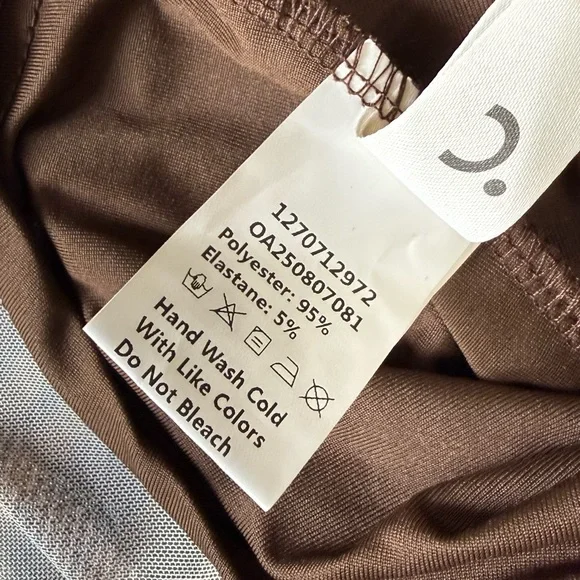 1270712972
OA250807081
Polyester: 95%
Elastane: 5%
Hand Wash Cold
With Like Colors
Do Not Bleach